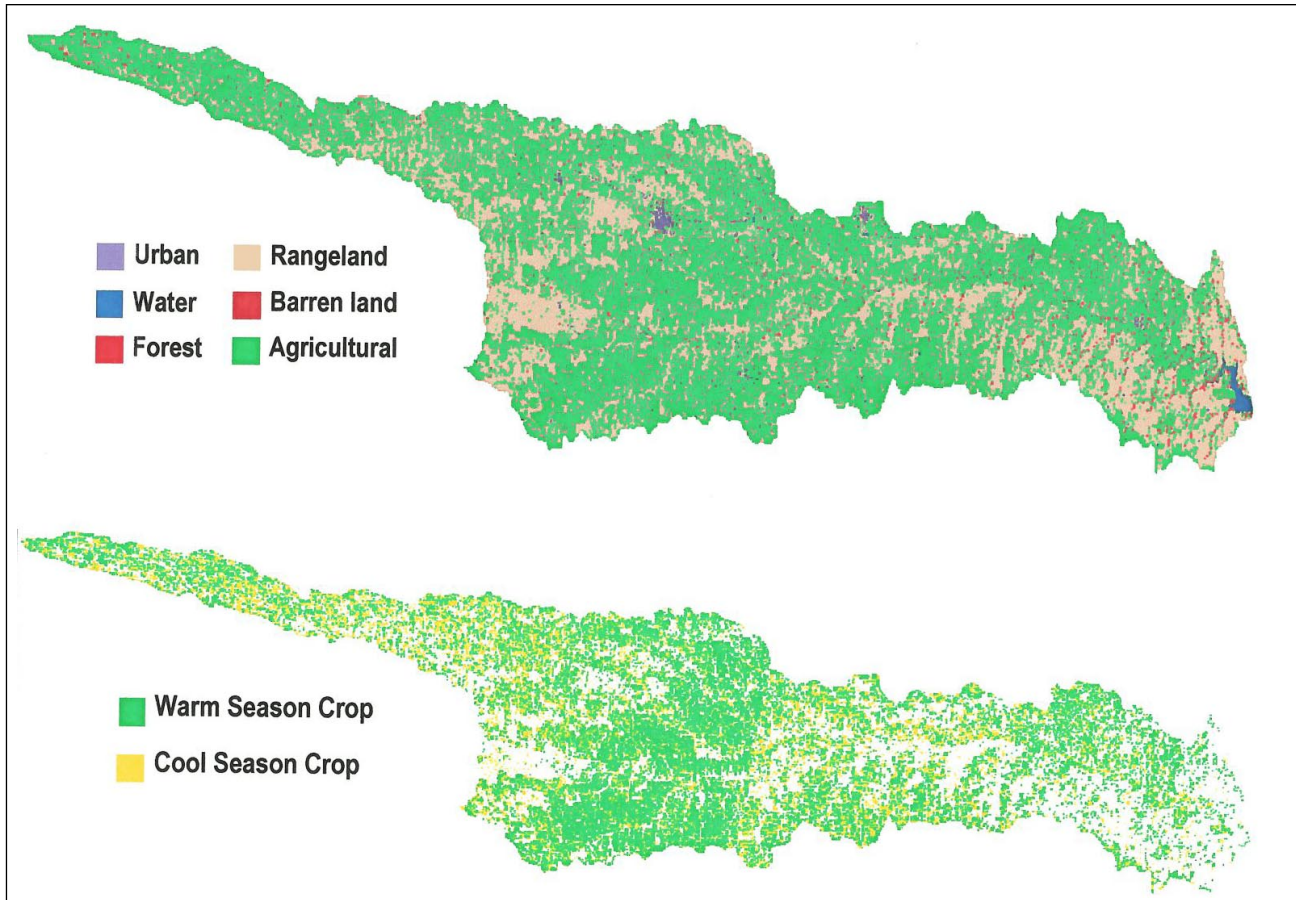 Urban Rangeland
Water Barren land
Forest Agricultural
Warm Season Crop
Cool Season Crop